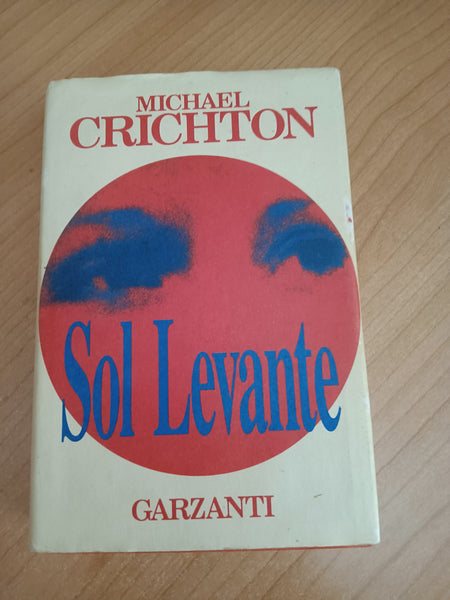 MICHAEL
CRICHTON
Sol Levante
GARZANTI